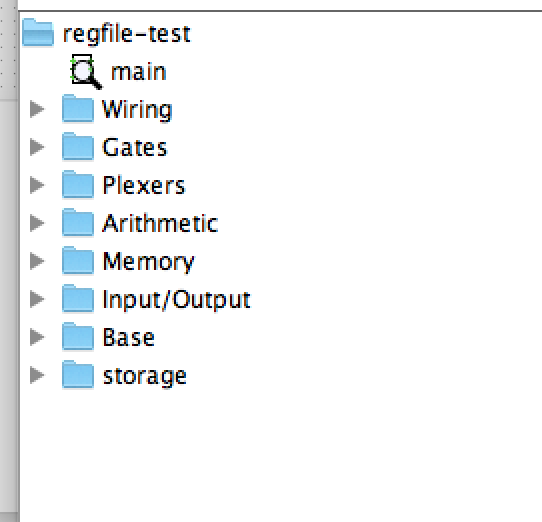 regfile-test
main
Wiring
Gates
Plexers
Arithmetic
Memory
Input/Output
Base
storage